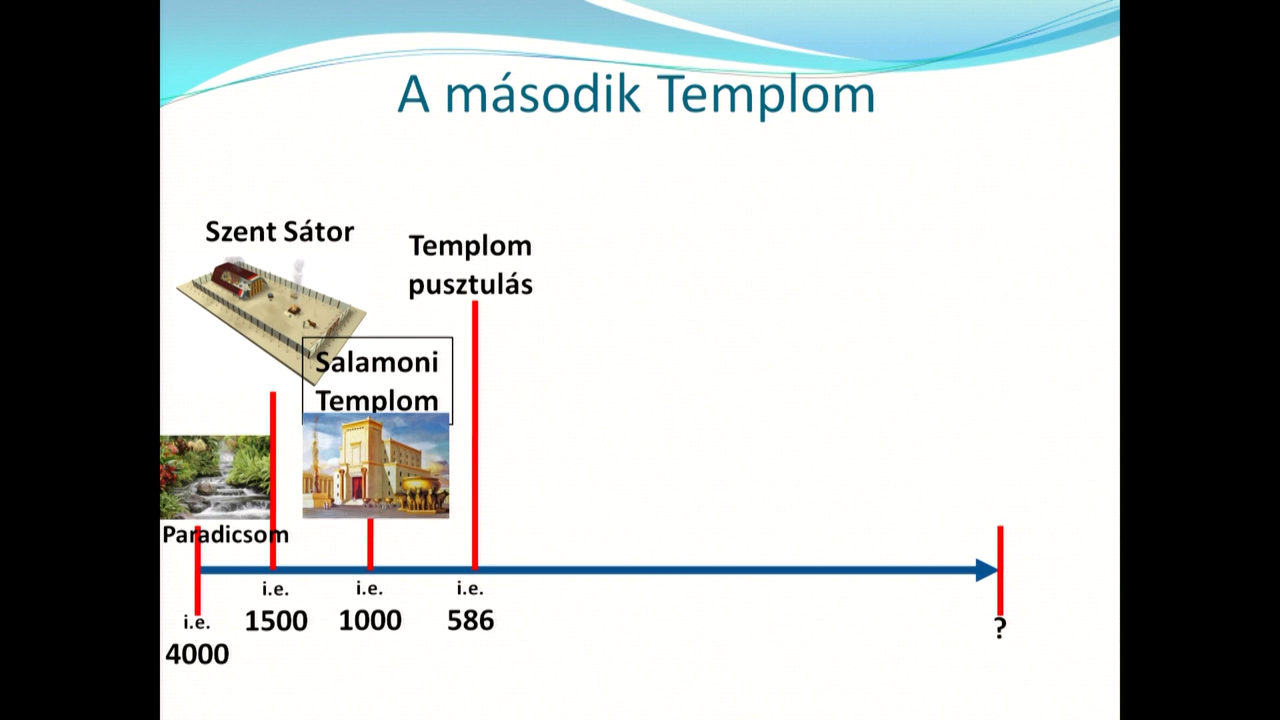 A második Templom
Szent Sátor
Templom
pusztulás
Salamoni
Templom
Paradicsom
i.e.
4000
i.e.
1500
i.e.
1000
i.e.
586
?